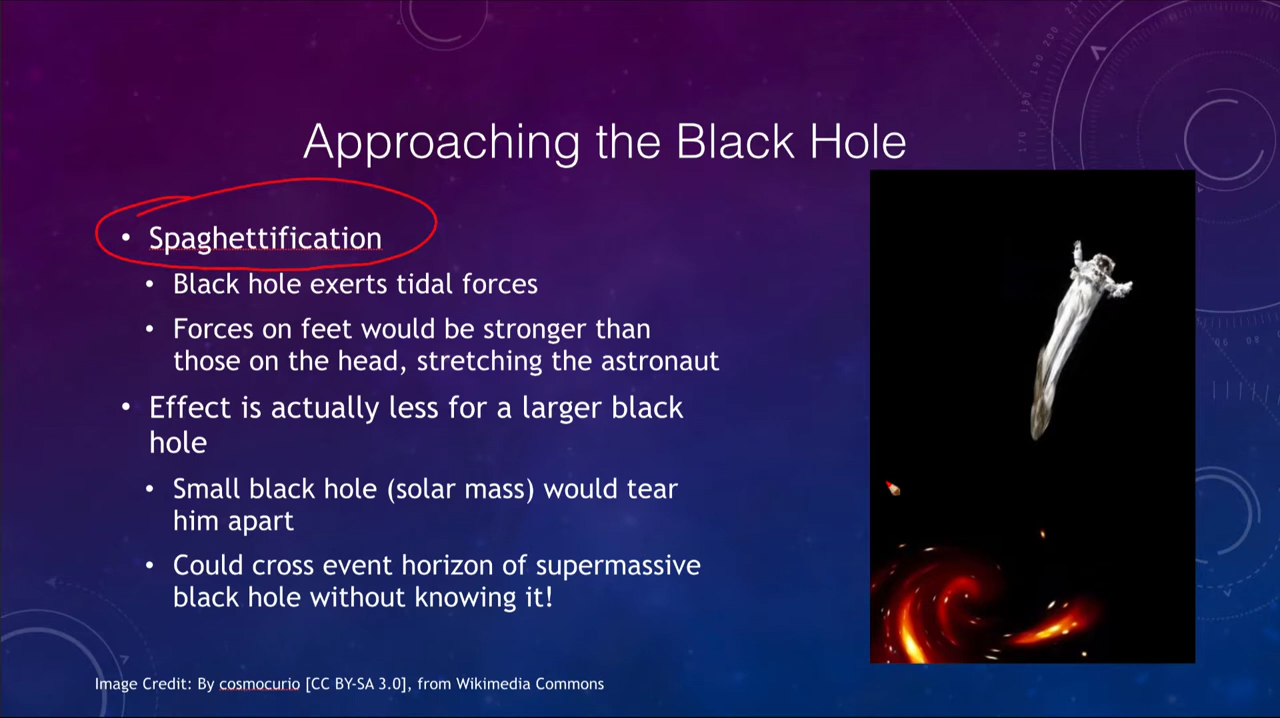 Approaching the Black Hole
• Spaghettification
• Black hole exerts tidal forces
• Forces on feet would be stronger than
those on the head, stretching the astronaut
• Effect is actually less for a larger black
hole
• Small black hole (solar mass) would tear
him apart
• Could cross event horizon of supermassive
black hole without knowing it!
Image Credit: By cosmocurio [CC BY-SA 3.0], from Wikimedia Commons